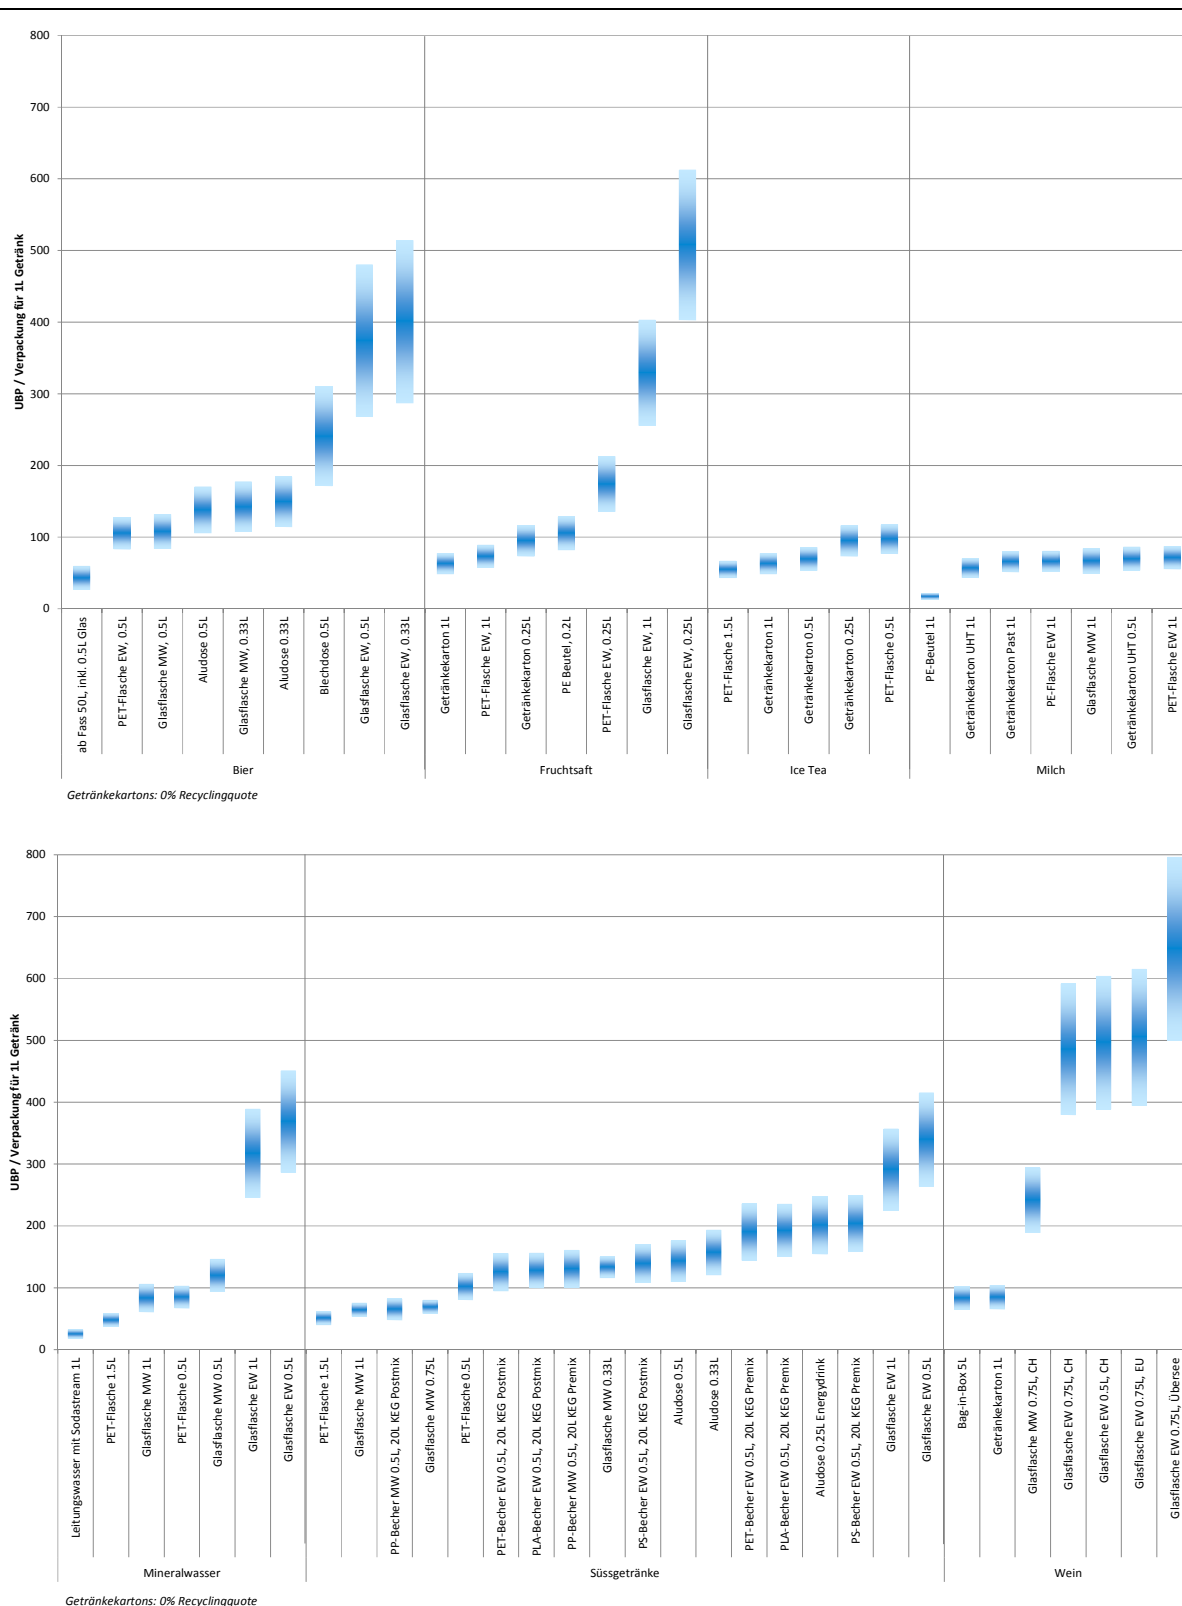 800
700
600
500
400
300
200
100
0
UBP / Verpackung für 1L Getränk
ab Fass 50L, inkl. 0.5L Glas
PET-Flasche EW, 0.5L
Glasflasche MW, 0.5L
Aludose 0.5L
Glasflasche MW, 0.33L
Aludose 0.33L
Blechdose 0.5L
Glasflasche EW, 0.5L
Glasflasche EW, 0.33L
Getränkekarton 1L
PET-Flasche EW, 1L
Getränkekarton 0.25L
PE Beutel, 0.2L
PET-Flasche EW, 0.25L
Glasflasche EW, 1L
Glasflasche EW, 0.25L
PET-Flasche 1.5L
Getränkekarton 1L
Getränkekarton 0.5L
Getränkekarton 0.25L
PET-Flasche 0.5L
PE-Beutel 1L
Getränkekarton UHT 1L
Getränkekarton Past 1L
PE-Flasche EW 1L
Glasflasche MW 1L
Getränkekarton UHT 0.5L
PET-Flasche EW 1L
Bier
Fruchtsaft
Ice Tea
Milch
Getränkekartons: 0% Recyclingquote
800
700
600
500
400
300
200
100
0
UBP / Verpackung für 1L Getränk
Leitungswasser mit Sodastream 1L
PET-Flasche 1.5L
Glasflasche MW 1L
PET-Flasche 0.5L
Glasflasche MW 0.5L
Glasflasche EW 1L
Glasflasche EW 0.5L
PET-Flasche 1.5L
Glasflasche MW 1L
PP-Becher MW 0.5L, 20L KEG Postmix
Glasflasche MW 0.75L
PET-Flasche 0.5L
PET-Becher EW 0.5L, 20L KEG Postmix
PLA-Becher EW 0.5L, 20L KEG Postmix
PP-Becher MW 0.5L, 20L KEG Premix
Glasflasche MW 0.33L
PS-Becher EW 0.5L, 20L KEG Postmix
Aludose 0.5L
Aludose 0.33L
PET-Becher EW 0.5L, 20L KEG Premix
PLA-Becher EW 0.5L, 20L KEG Premix
Aludose 0.25L Energydrink
PS-Becher EW 0.5L, 20L KEG Premix
Glasflasche EW 1L
Glasflasche EW 0.5L
Bag-in-Box 5L
Getränkekarton 1L
Glasflasche MW 0.75L, CH
Glasflasche EW 0.75L, CH
Glasflasche EW 0.5L, CH
Glasflasche EW 0.75L, EU
Glasflasche EW 0.75L, Übersee
Mineralwasser
Süssgetränke
Wein
Getränkekartons: 0% Recyclingquote